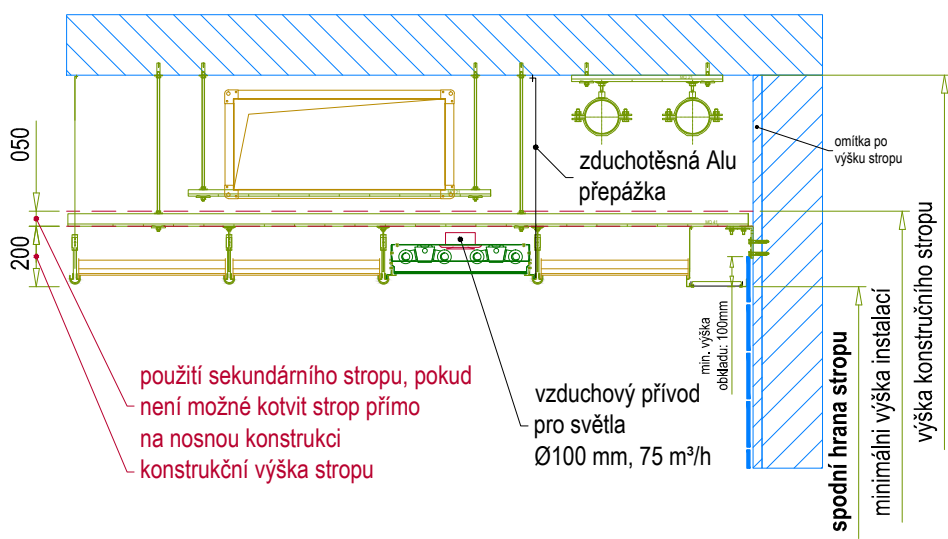 050
200
zduchotěsná Alu
přepážka
omítka po
výšku stropu
min. výška
obkladu: 100mm
použití sekundárního stropu, pokud
není možné kotvit strop přímo
na nosnou konstrukci
konstrukční výška stropu
vzduchový přívod
pro světla
Ø100 mm, 75 m³/h
spodní hrana stropu
minimálni výška instalací
výška konstručního stropu